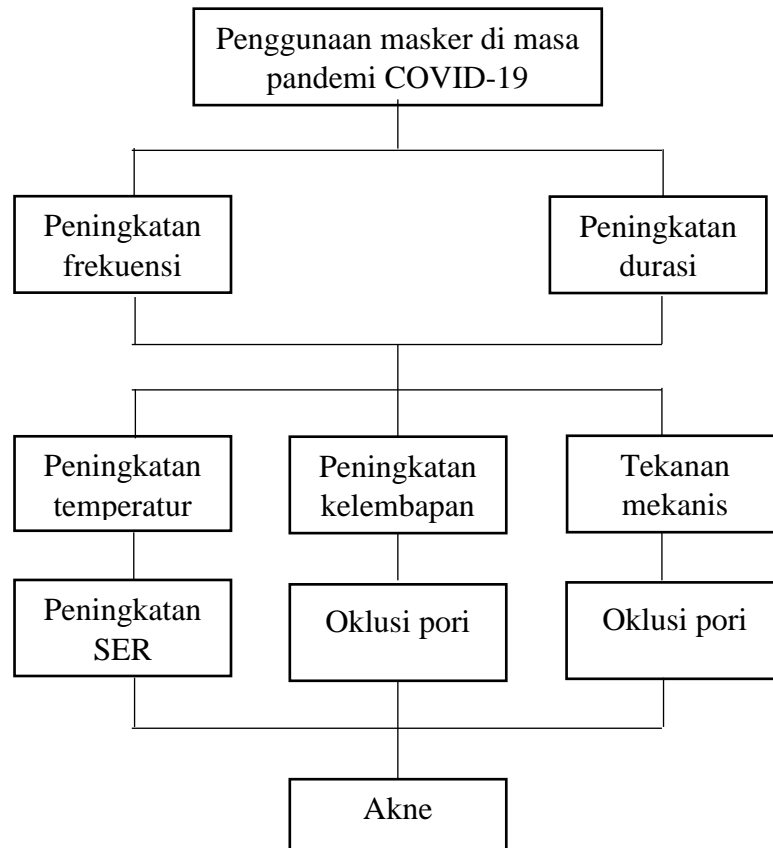 Penggunaan masker di masa
pandemi COVID-19
Peningkatan
frekuensi
Peningkatan
durasi
Peningkatan
temperatur
Peningkatan
kelembapan
Tekanan
mekanis
Peningkatan
SER
Oklusi pori
Oklusi pori
Akne